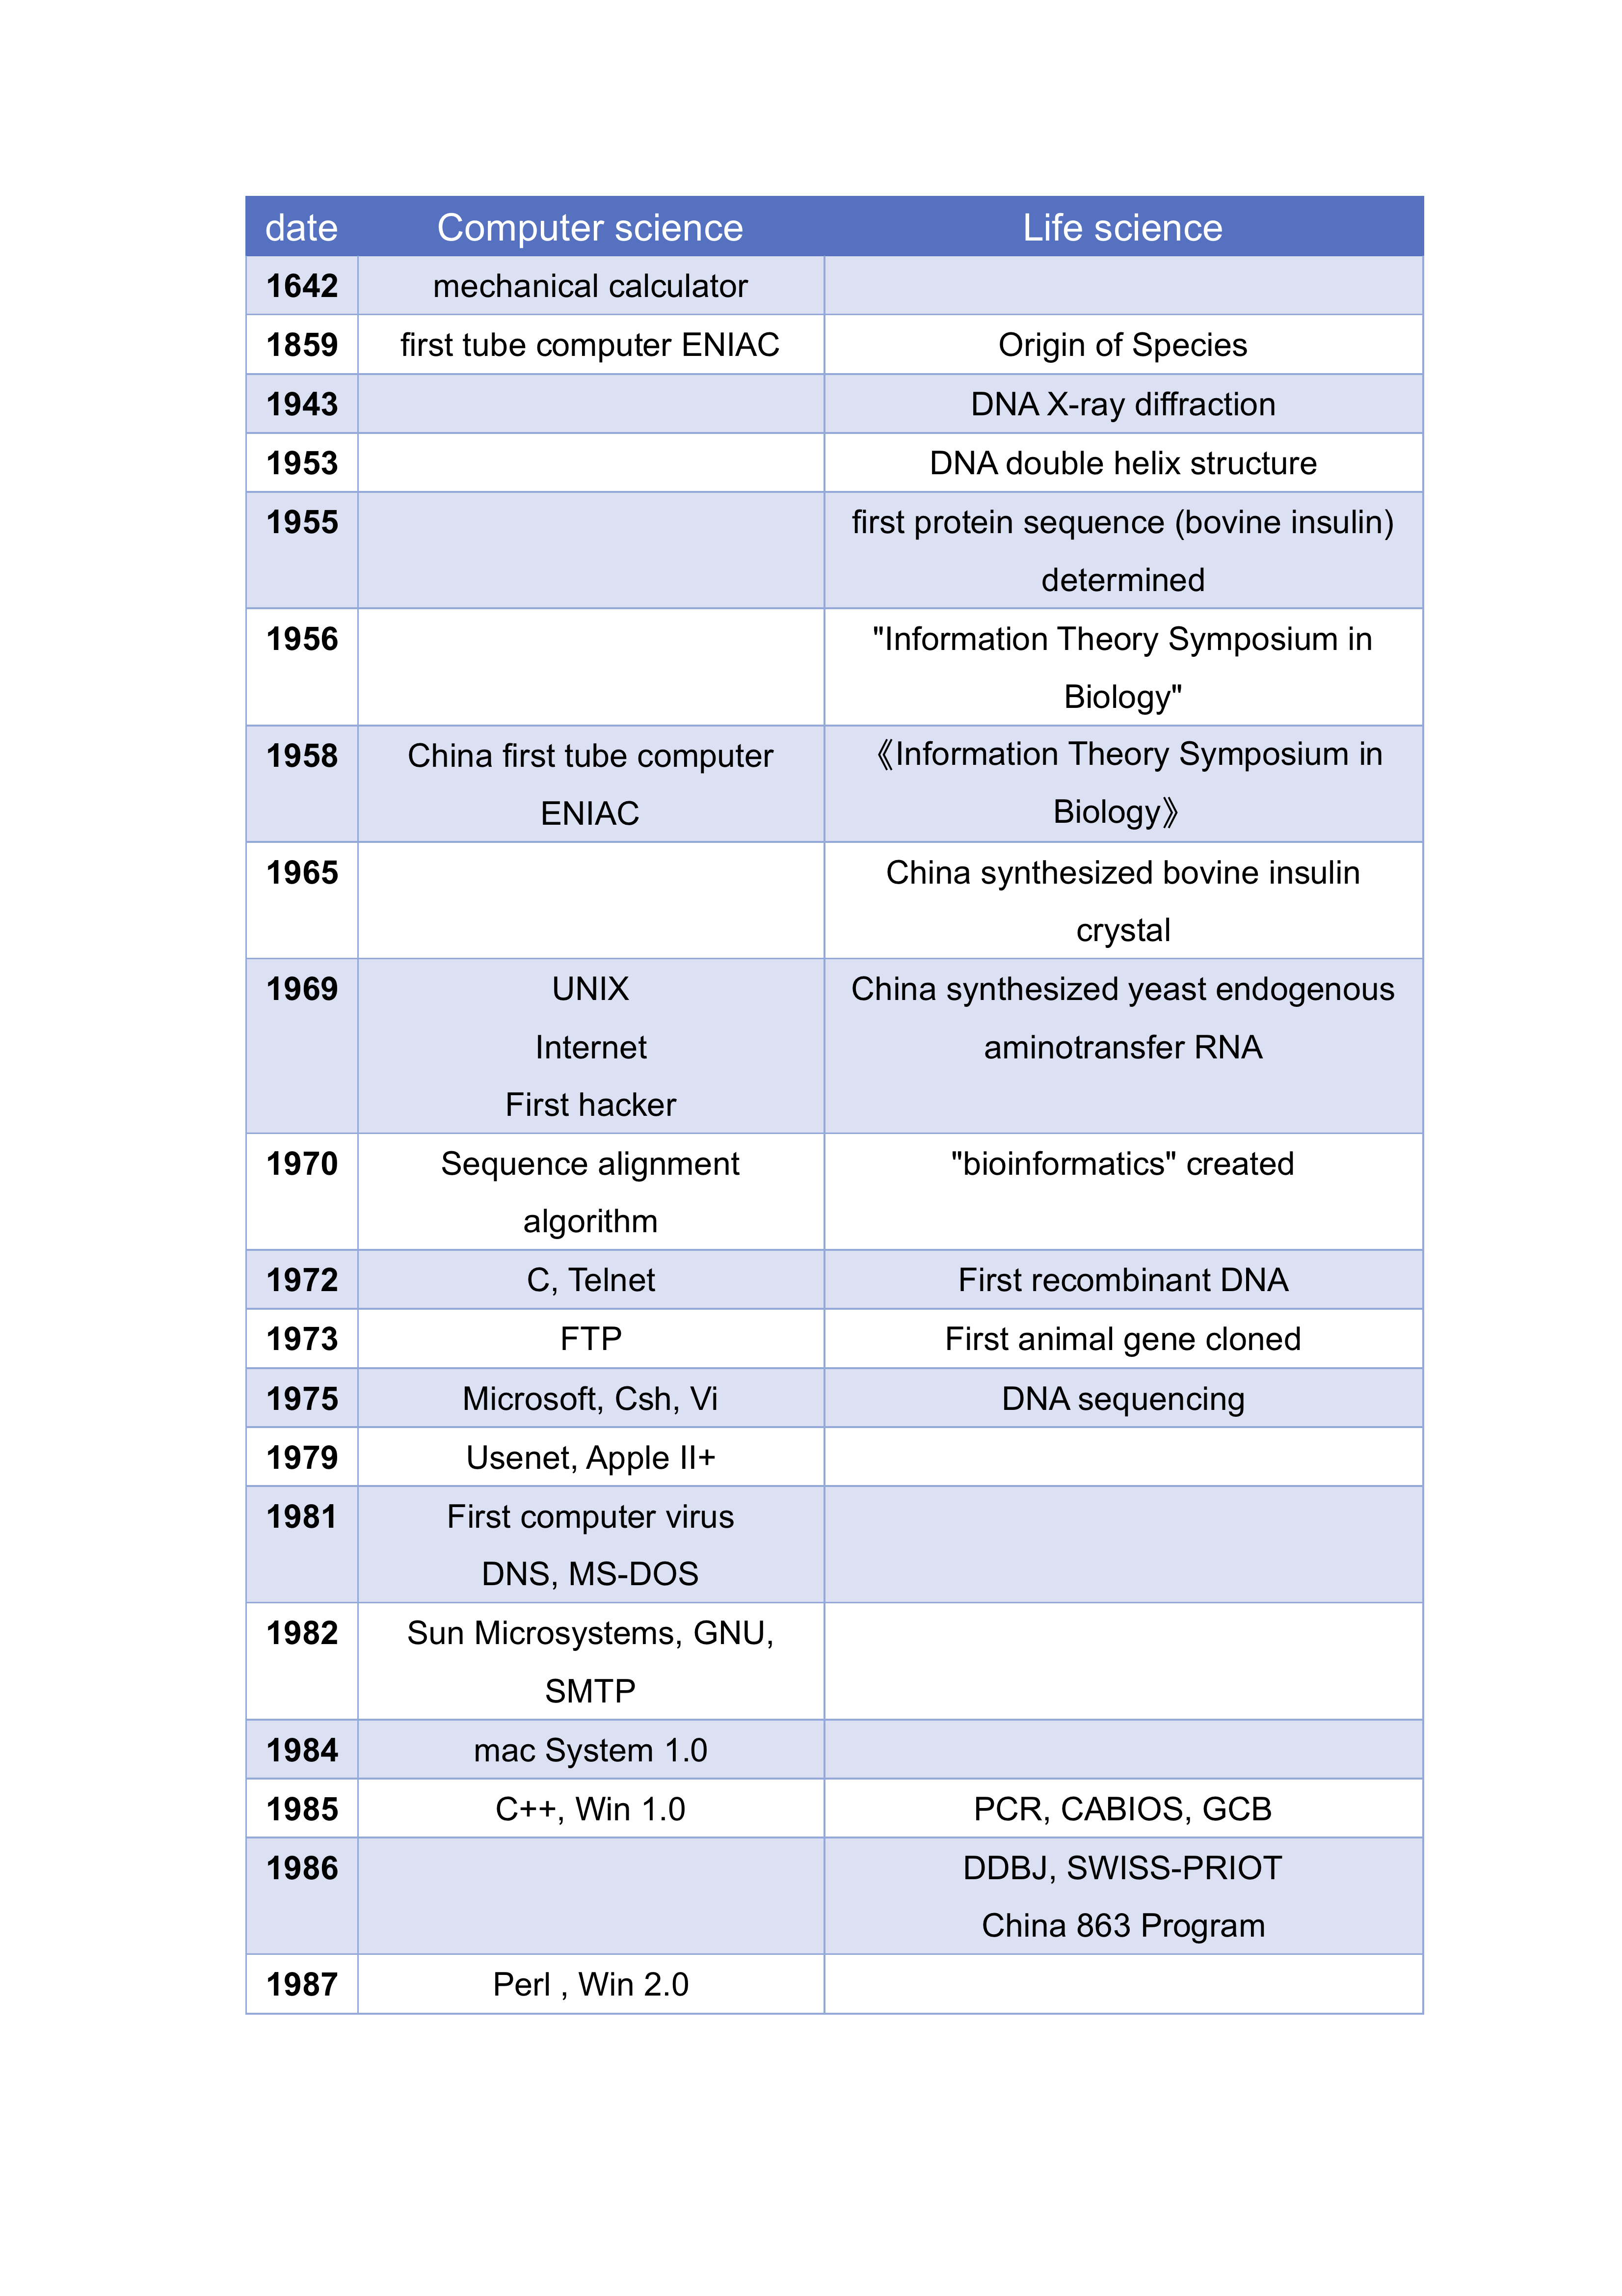 date Computer science Life science
1642 mechanical calculator
1859 first tube computer ENIAC Origin of Species
1943 DNA X-ray diffraction
1953 DNA double helix structure
1955 first protein sequence (bovine insulin)
determined
1956 "Information Theory Symposium in
Biology"
1958 China first tube computer 《Information Theory Symposium in
ENIAC Biology》
1965 China synthesized bovine insulin
crystal
1969 UNIX China synthesized yeast endogenous
Internet aminotransfer RNA
First hacker
1970 Sequence alignment "bioinformatics" created
algorithm
1972 C, Telnet First recombinant DNA
1973 FTP First animal gene cloned
1975 Microsoft, Csh, Vi DNA sequencing
1979 Usenet, Apple II+
1981 First computer virus
DNS, MS-DOS
1982 Sun Microsystems, GNU,
SMTP
1984 mac System 1.0
1985 C++, Win 1.0 PCR, CABIOS, GCB
1986 DDBJ, SWISS-PRIOT
China 863 Program
1987 Perl , Win 2.0